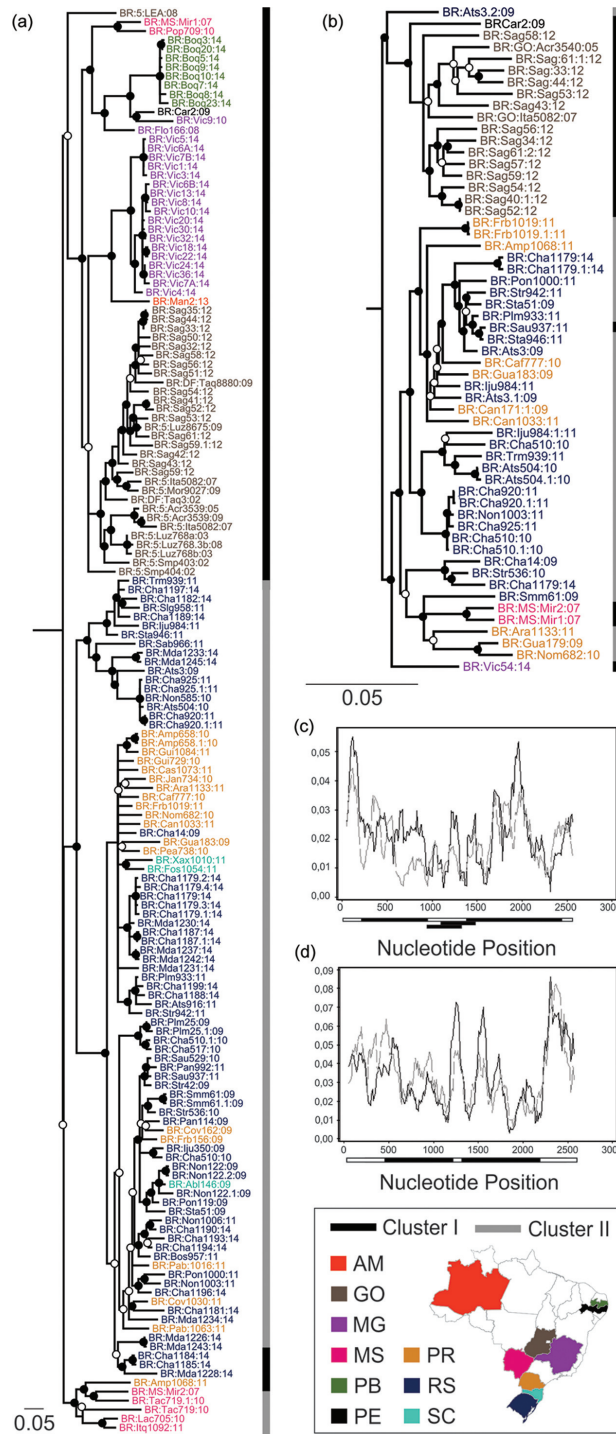 (a)
BR:5:LEA:08
BR:MS:Mir1:07
BR:Pop709:10
BR:Boq3:14
BR:Boq20:14
BR:Boq5:14
BR:Boq9:14
BR:Boq10:14
BR:Boq7:14
BR:Boq8:14
BR:Boq23:14
BR:Car2:09
BR:Vic9:10
BR:Flo166:08
BR:Vic5:14
BR:Vic6A:14
BR:Vic7B:14
BR:Vic1:14
BR:Vic3:14
BR:Vic6B:14
BR:Vic13:14
BR:Vic8:14
BR:Vic10:14
BR:Vic20:14
BR:Vic30:14
BR:Vic32:14
BR:Vic18:14
BR:Vic22:14
BR:Vic24:14
BR:Vic36:14
BR:Vic7A:14
BR:Vic4:14
BR:Man2:13
BR:Sag35:12
BR:Sag44:12
BR:Sag33:12
BR:Sag50:12
BR:Sag32:12
BR:Sag58:12
BR:Sag56:12
BR:Sag51:12
BR:DF:Taq8880:09
BR:Sag54:12
BR:Sag41:12
BR:Sag52:12
BR:Sag53:12
BR:5:Luz8675:09
BR:Sag61:12
BR:Sag59.1:12
BR:Sag42:12
BR:Sag43:12
BR:Sag59:12
BR:5:Ita5082:07
BR:5:Mor9027:09
BR:DF:Taq3:02
BR:5:Acr3539:05
BR:5:Acr3539:09
BR:5:Ita5082:07
BR:5:Luz768a:03
BR:5:Luz768.3b:08
BR:5:Luz768b:03
BR:5:Smp403:02
BR:5:Smp404:02
BR:Trm939:11
BR:Cha1197:14
BR:Cha1182:14
BR:Slg958:11
BR:Cha1189:14
BR:Iju984:11
BR:Sta946:11
BR:Sab966:11
BR:Mda1233:14
BR:Mda1245:14
BR:Ats3:09
BR:Cha925:11
BR:Cha925.1:11
BR:Non585:10
BR:Ats504:10
BR:Cha920:11
BR:Cha920.1:11
BR:Amp658:10
BR:Amp658.1:10
BR:Gui1084:11
BR:Gui729:10
BR:Cas1073:11
BR:Jan734:10
BR:Ara1133:11
BR:Caf777:10
BR:Frb1019:11
BR:Nom682:10
BR:Can1033:11
BR:Cha14:09
BR:Gua183:09
BR:Pea738:10
BR:Xax1010:11
BR:Fos1054:11
BR:Cha1179.2:14
BR:Cha1179.4:14
BR:Cha1179:14
BR:Cha1179.3:14
BR:Cha1179.1:14
BR:Mda1230:14
BR:Cha1187:14
BR:Cha1187.1:14
BR:Mda1237:14
BR:Mda1242:14
BR:Mda1231:14
BR:Plm933:11
BR:Cha1199:14
BR:Cha1188:14
BR:Ats916:11
BR:Str942:11
BR:Plm25:09
BR:Plm25.1:09
BR:Cha510.1:10
BR:Cha517:10
BR:Sau529:10
BR:Pan992:11
BR:Sau937:11
BR:Str42:09
BR:Smm61:09
BR:Smm61.1:09
BR:Str536:10
BR:Pan114:09
BR:Cov162:09
BR:Frb156:09
BR:Iju350:09
BR:Cha510:10
BR:Non122:09
BR:Non122.2:09
BR:Abl146:09
BR:Non122.1:09
BR:Pon119:09
BR:Sta51:09
BR:Non1006:11
BR:Cha1190:14
BR:Cha1193:14
BR:Cha1194:14
BR:Bos957:11
BR:Pab:1016:11
BR:Pon1000:11
BR:Non1003:11
BR:Cha1196:14
BR:Cov1030:11
BR:Cha1181:14
BR:Mda1234:14
BR:Pab:1063:11
BR:Mda1226:14
BR:Mda1243:14
BR:Cha1184:14
BR:Cha1185:14
BR:Mda1228:14
BR:Amp1068:11
BR:MS:Mir2:07
BR:Tac719.1:10
BR:Tac719:10
BR:Lac705:10
BR:Itq1092:11
0.05
(b)
BR:Ats3.2:09
BRCar2:09
BR:Sag58:12
BR:GO:Acr3540:05
BR:Sag:61:1:12
BR:Sag:33:12
BR:Sag:44:12
BR:Sag53:12
BR:Sag43:12
BR:GO:Ita5082:07
BR:Sag56:12
BR:Sag34:12
BR:Sag61:2:12
BR:Sag57:12
BR:Sag59:12
BR:Sag54:12
BR:Sag40:1:12
BR:Sag52:12
BR:Frb1019:11
BR:Frb1019.1:11
BR:Amp1068:11
BR:Cha1179:14
BR:Cha1179.1:14
BR:Pon1000:11
BR:Str942:11
BR:Sta51:09
BR:Plm933:11
BR:Sau937:11
BR:Sta946:11
BR:Ats3:09
BR:Caf777:10
BR:Gua183:09
BR:Iju984:11
BR:Ats3.1:09
BR:Can171:1:09
BR:Can1033:11
BR:Iju984:1:11
BR:Cha510:10
BR:Trm939:11
BR:Ats504:10
BR:Ats504.1:10
BR:Cha920:11
BR:Cha920.1:11
BR:Non1003:11
BR:Cha925:11
BR:Cha510:10
BR:Cha510.1:10
BR:Cha14:09
BR:Str536:10
BR:Cha1179:14
BR:Smm61:09
BR:MS:Mir2:07
BR:MS:Mir1:07
BR:Ara1133:11
BR:Gua179:09
BR:Nom682:10
BR:Vic54:14
0.05
(c)
0,06
0,05
0,04
0,03
0,02
0,01
0,00
0 500 1000 1500 2000 2500 300
Nucleotide Position
(d)
0,09
0,08
0,07
0,06
0,05
0,04
0,03
0,02
0,01
0,00
0 500 1000 1500 2000 2500 300
Nucleotide Position
Cluster I Cluster II
AM
GO
MG
MS PR
PB RS
PE SC